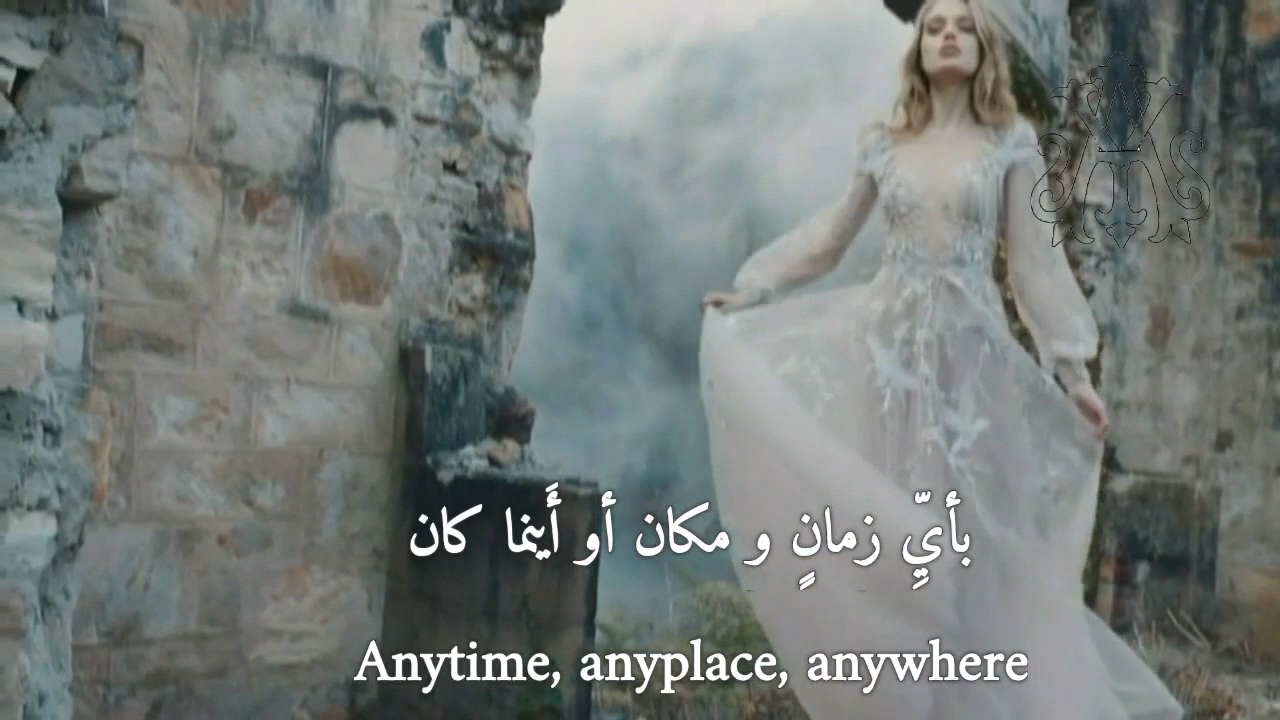 بأيِّ زمانٍ و مكان أو أَينما كان
Anytime, anyplace, anywhere